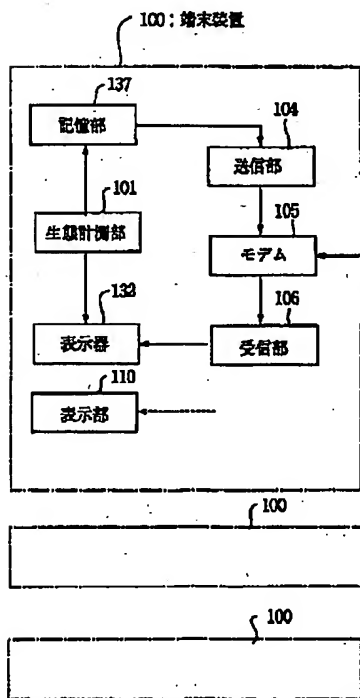 100：端末装置
137
記憶部
104
送信部
101
生態計測部
105
モデム
132
表示器
106
受信部
110
表示部
100
100